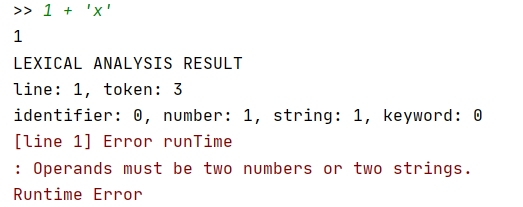 >> 1 + 'x'
1
LEXICAL ANALYSIS RESULT
line: 1, token: 3
identifier: 0, number: 1, string: 1, keyword: 0
[line 1] Error runTime
: Operands must be two numbers or two strings.
Runtime Error